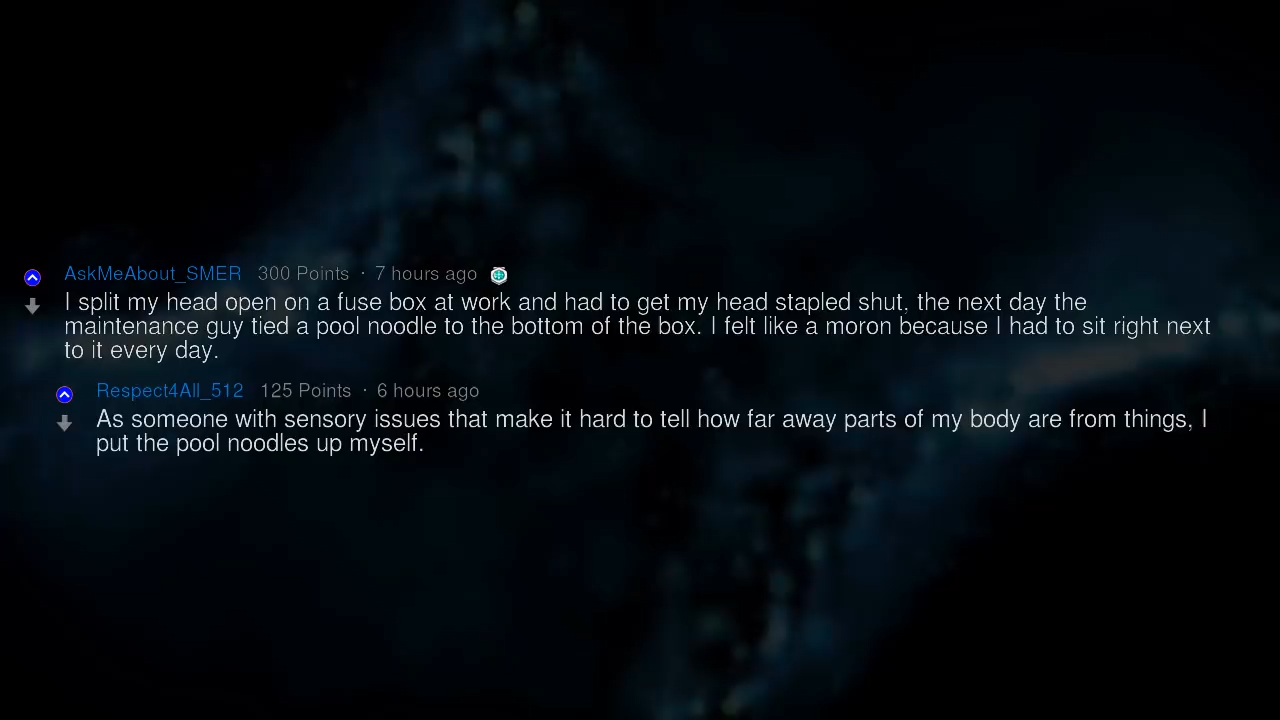 AskMeAbout_SMER 300 Points · 7 hours ago
I split my head open on a fuse box at work and had to get my head stapled shut, the next day the
maintenance guy tied a pool noodle to the bottom of the box. I felt like a moron because I had to sit right next
to it every day.
Respect4All_512 125 Points · 6 hours ago
As someone with sensory issues that make it hard to tell how far away parts of my body are from things, I
put the pool noodles up myself.